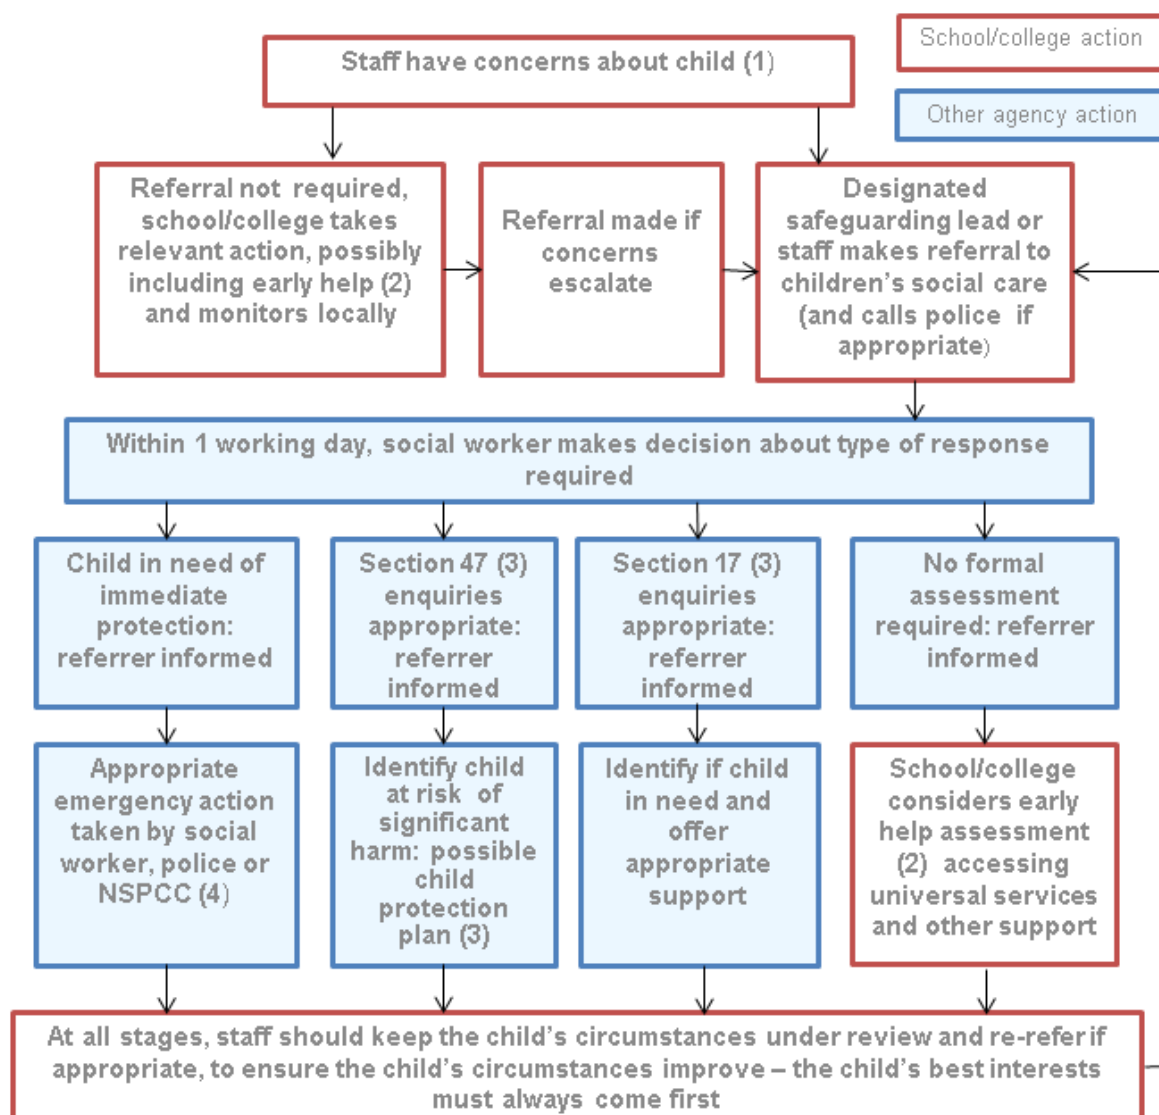 School/college action
Other agency action
Staff have concerns about child (1)
Referral not required,
school/college takes
relevant action, possibly
including early help (2)
and monitors locally
Referral made if
concerns
escalate
Designated
safeguarding lead or
staff makes referral to
children’s social care
(and calls police if
appropriate)
Within 1 working day, social worker makes decision about type of response
required
Child in need of
immediate
protection:
referrer informed
Section 47 (3)
enquiries
appropriate:
referrer
informed
Section 17 (3)
enquiries
appropriate:
referrer
informed
No formal
assessment
required: referrer
informed
Appropriate
emergency action
taken by social
worker, police or
NSPCC (4)
Identify child
at risk of
significant
harm: possible
child
protection
plan (3)
Identify if child
in need and
offer
appropriate
support
School/college
considers early
help assessment
(2) accessing
universal services
and other support
At all stages, staff should keep the child’s circumstances under review and re-refer if
appropriate, to ensure the child’s circumstances improve – the child’s best interests
must always come first